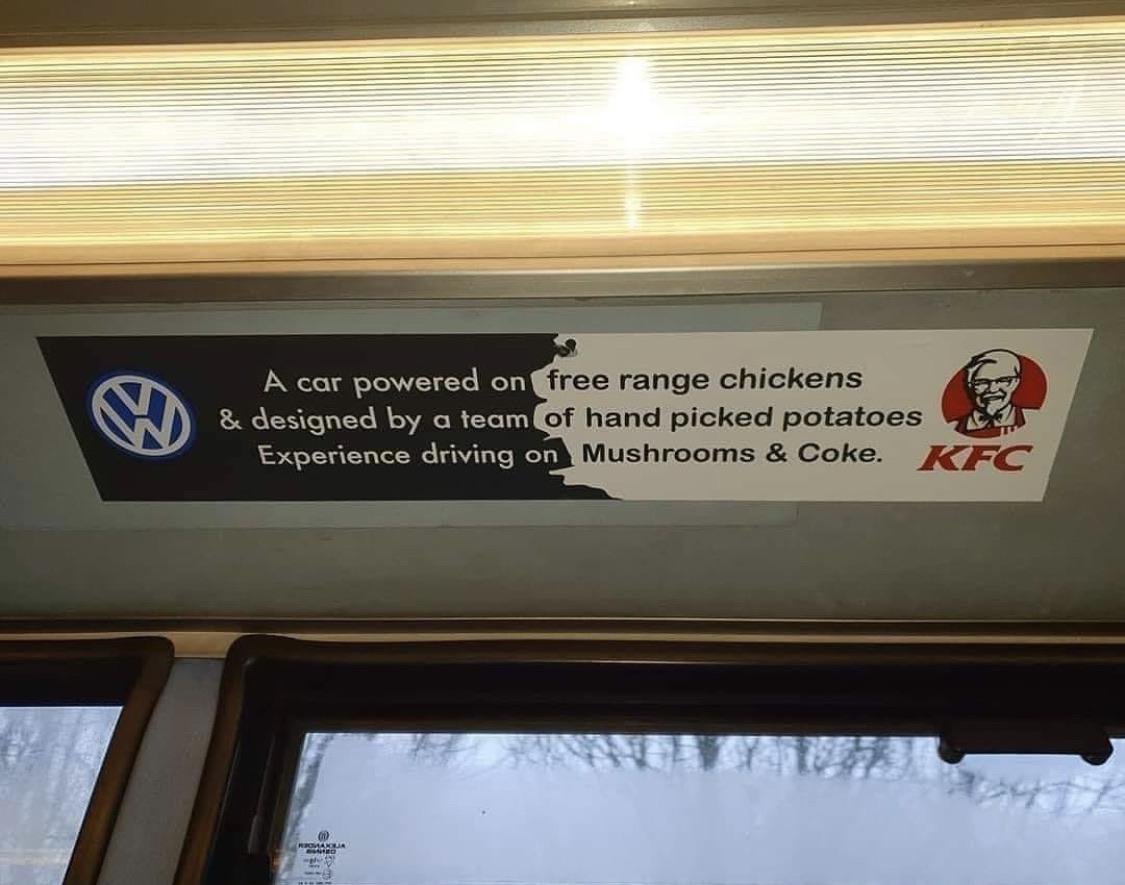 A car powered on free range chickens
& designed by a team of hand picked potatoes
Experience driving on Mushrooms & Coke.
VW
KFC